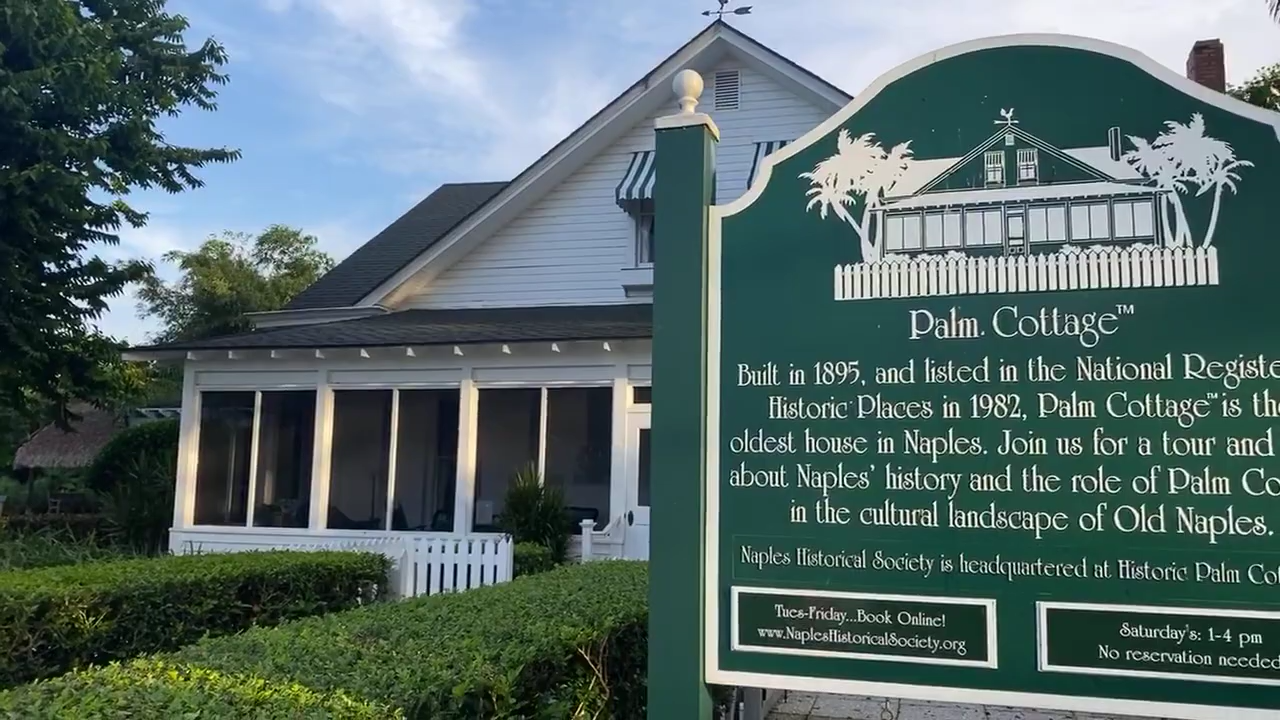 Palm Cottage™
Built in 1895, and listed in the National Registe
Historic Places in 1982, Palm Cottage™ is the
oldest house in Naples. Join us for a tour and
about Naples' history and the role of Palm Co
in the cultural landscape of Old Naples.
Naples Historical Society is headquartered at Historic Palm Cot
Tues-Friday...Book Online!
www.NaplesHistoricalSociety.org
Saturday's: 1-4 pm
No reservation needed